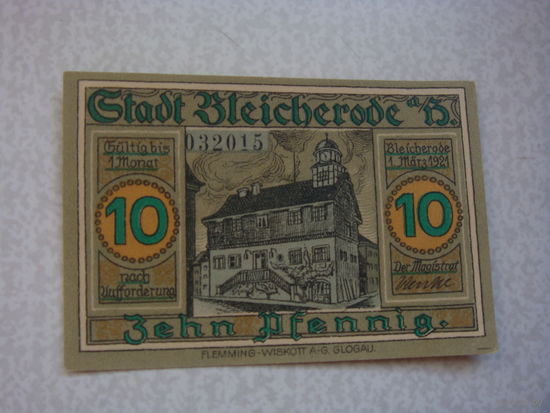 Stadt Bleicherode a/H.
Gültig bis
1 Monat
10
nach
Aufforderung
032015
Bleicherode
1. März 1921
10
Der Magistrat
Zehn Pfennig.
FLEMMING-WISKOTT A-G. GLOGAU.